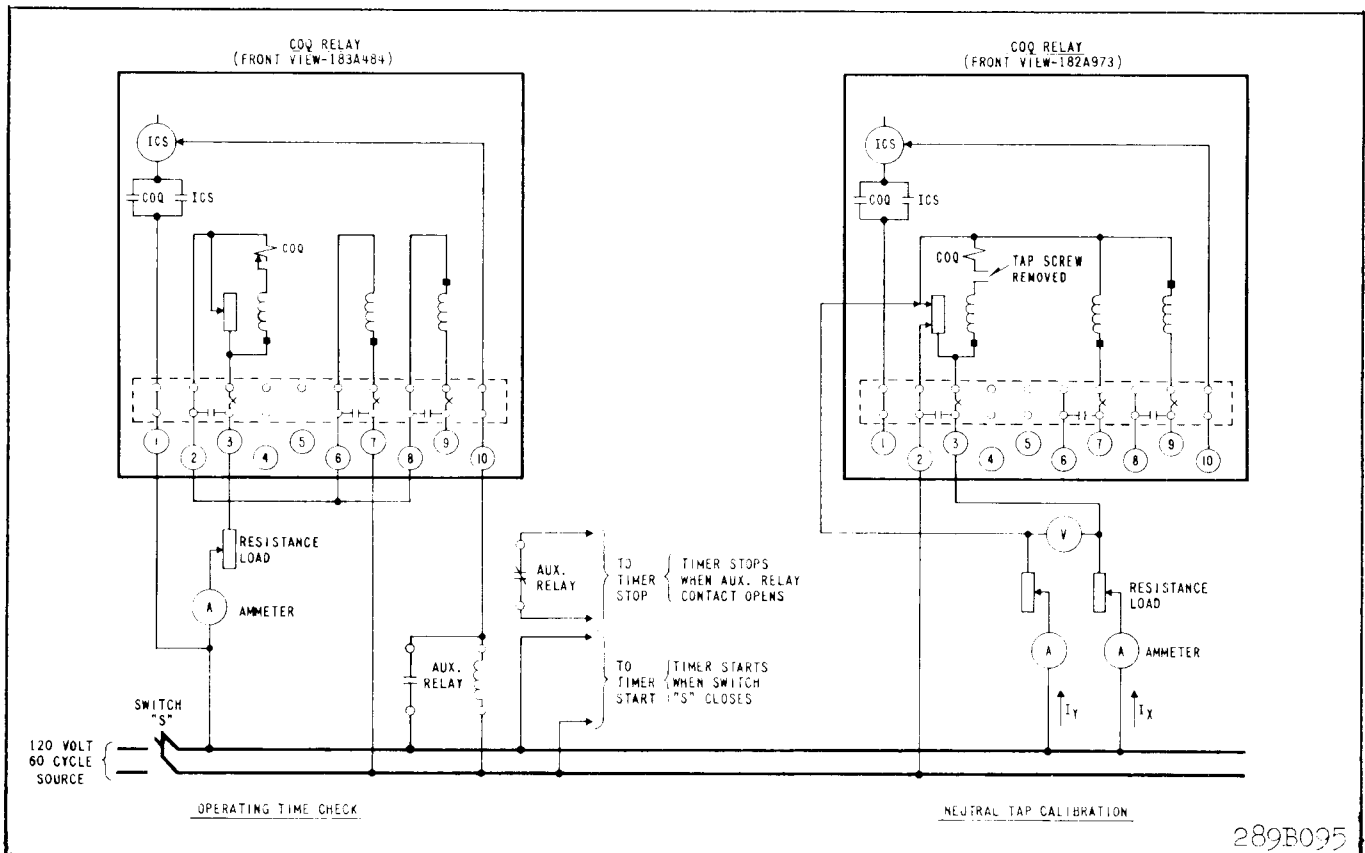 COQ RELAY
(FRONT VIEW-183A484)
ICS
COQ
ICS
COQ
1
2
3
4
5
6
7
8
9
10
RESISTANCE
LOAD
A
AMMETER
AUX.
RELAY
AUX.
RELAY
TO
TIMER
STOP
TIMER STOPS
WHEN AUX. RELAY
CONTACT OPENS
TO
TIMER
START
TIMER STARTS
WHEN SWITCH
"S" CLOSES
SWITCH
"S"
120 VOLT
60 CYCLE
SOURCE
OPERATING TIME CHECK
COQ RELAY
(FRONT VIEW-182A973)
ICS
COQ
ICS
COQ
TAP SCREW
REMOVED
1
2
3
4
5
6
7
8
9
10
V
RESISTANCE
LOAD
A
A
AMMETER
IY
IX
NEUTRAL TAP CALIBRATION
289B095